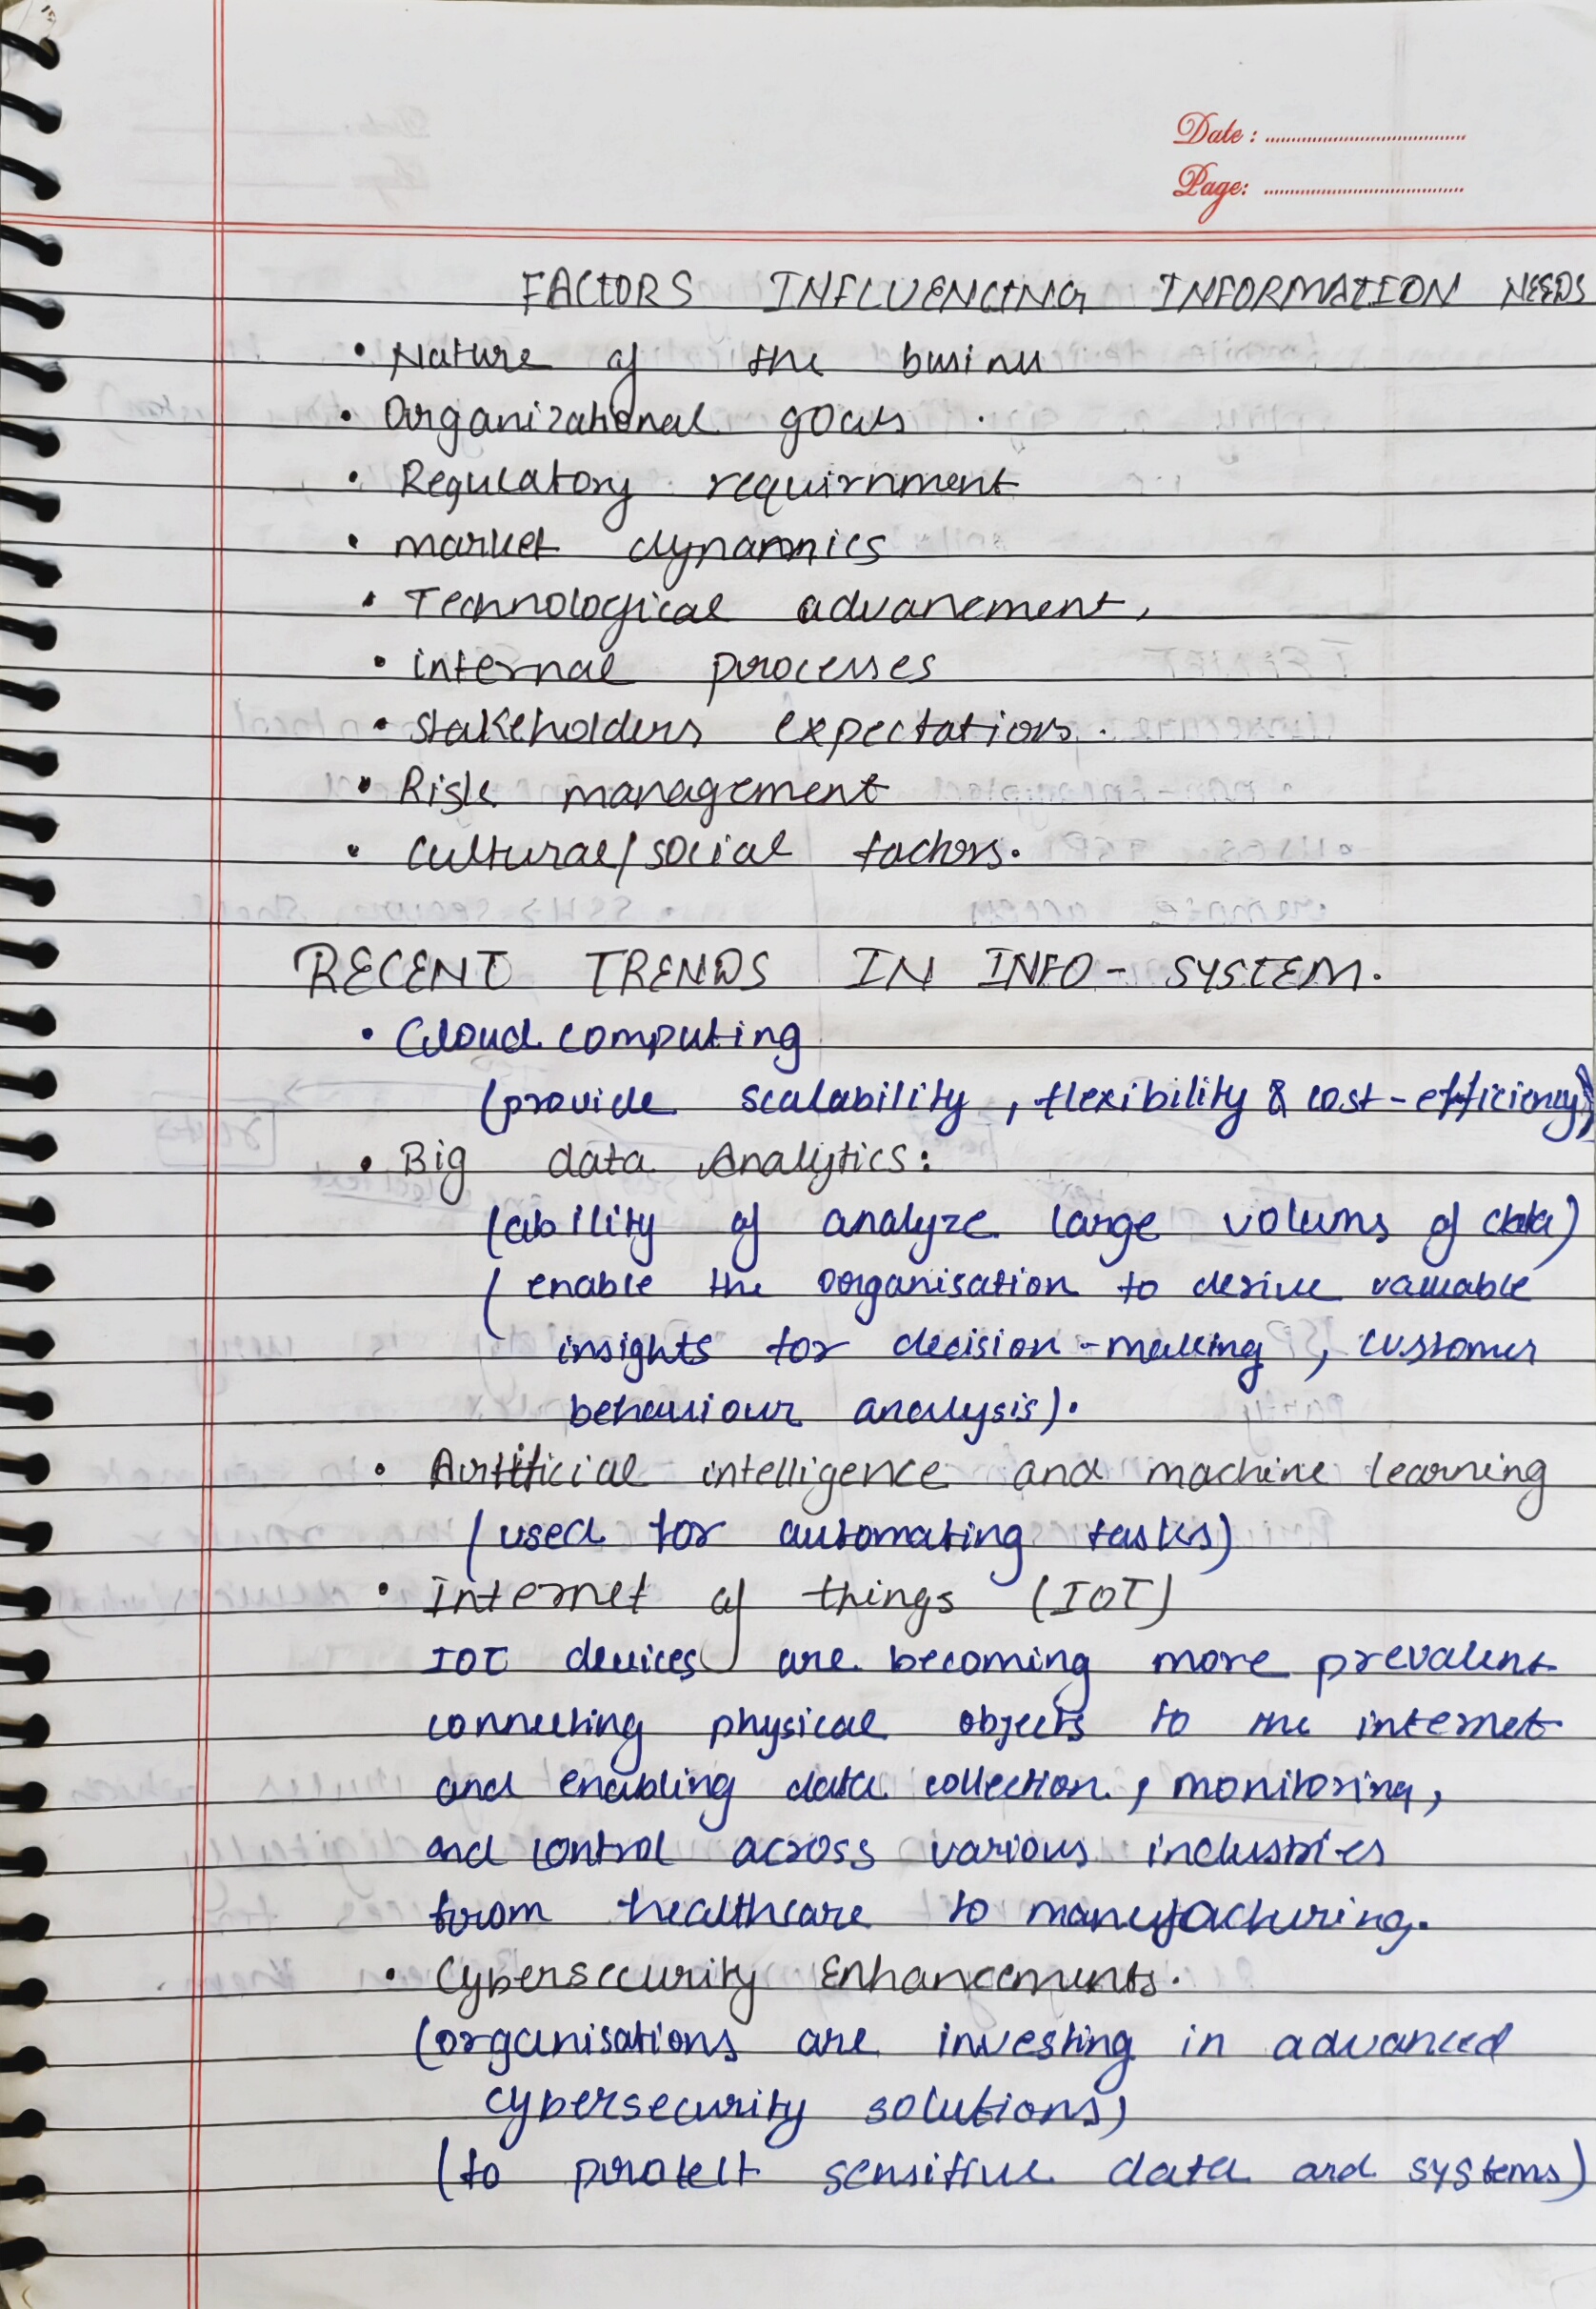 Date :
Page:
FACTORS INFLUENCING INFORMATION NEEDS
• Nature of the busines
• Organizational goals .
• Regulatory requirnment
• market dynamnics
• Technological advanement,
• internal processes
• stakeholders expectations.
• Risk management
• cultural/social factors.
RECENT TRENDS IN INFO- SYSTEM.
• Cloud computing
(provide scalability , flexibility & cost-efficiency)
• Big data Analytics:
(ability of analyze large volums of data)
( enable the organisation to derive valuable
insights for decision-making , customer
behaviour analysis).
• Artificial intelligence and machine learning
(used for automating tasks)
• Internet of things (IOT)
IOT devices are becoming more prevalent
connecting physical objects to the internet
and enabling data collection, monitoring,
and control across various industries
from healthcare to manufacturing.
• Cybersecurity Enhancements.
(organisations are investing in advanced
cybersecurity solutions)
(to protect sensitive data and systems)